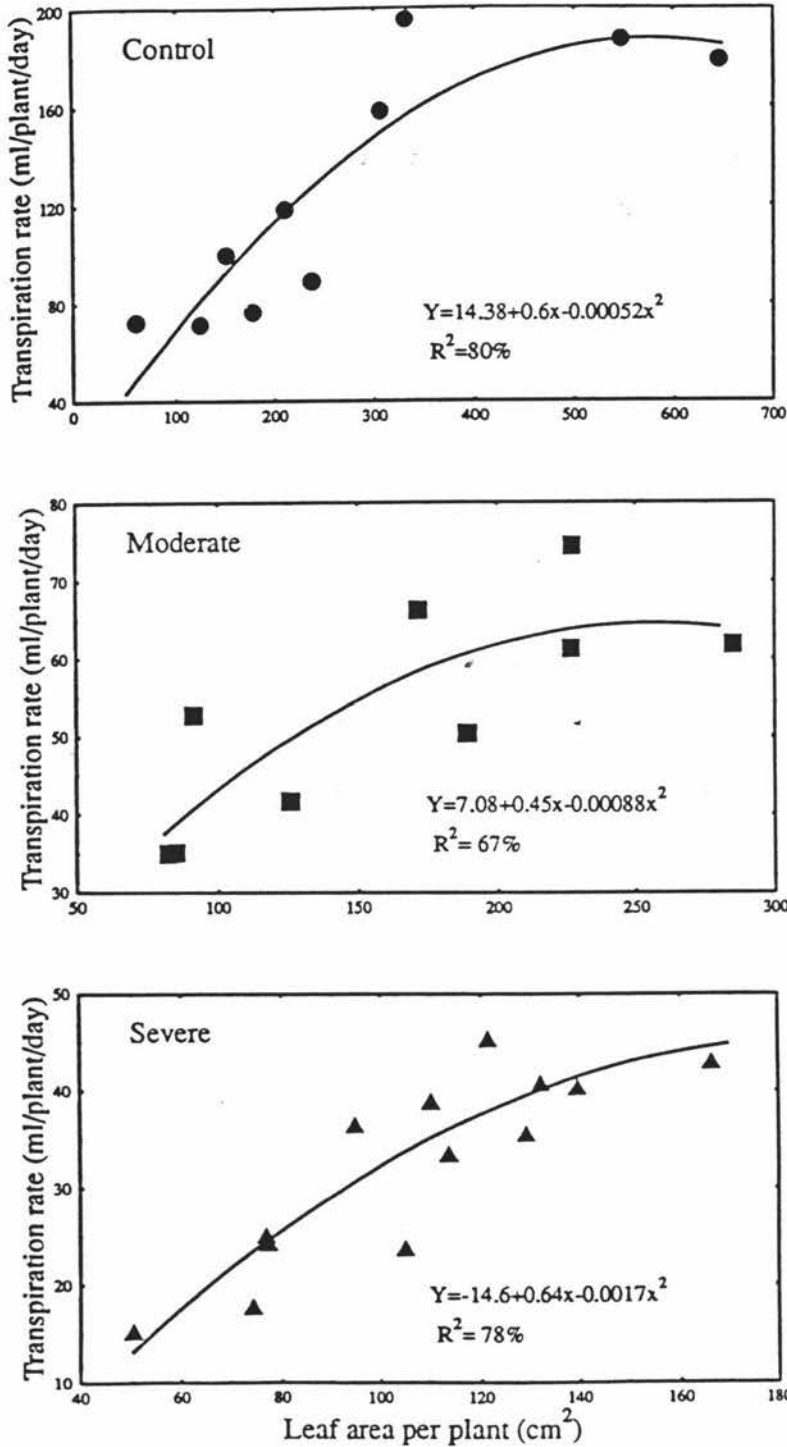 Control
Transpiration rate (ml/plant/day)
200
160
120
80
40
0 100 200 300 400 500 600 700
Y=14.38+0.6x-0.00052x²
R²=80%
Moderate
Transpiration rate (ml/plant/day)
80
70
60
50
40
30
50 100 150 200 250 300
Y=7.08+0.45x-0.00088x²
R²= 67%
Severe
Transpiration rate (ml/plant/day)
50
40
30
20
10
40 60 80 100 120 140 160 180
Y=-14.6+0.64x-0.0017x²
R²= 78%
Leaf area per plant (cm²)